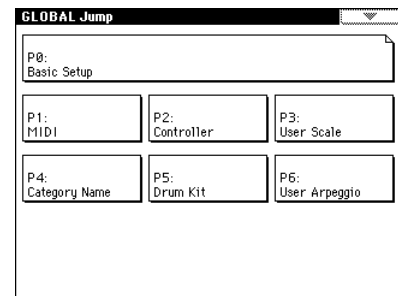 GLOBAL Jump
P0:
Basic Setup
P1:
MIDI
P2:
Controller
P3:
User Scale
P4:
Category Name
P5:
Drum Kit
P6:
User Arpeggio